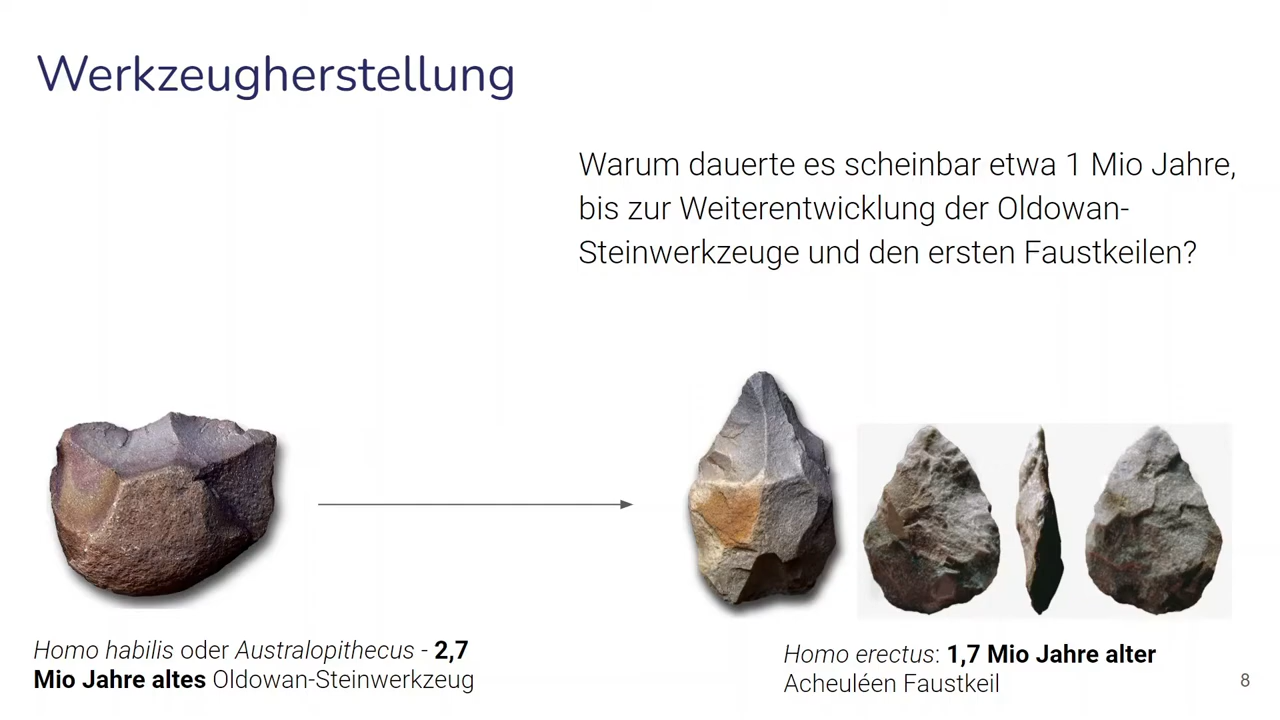 Werkzeugherstellung
Warum dauerte es scheinbar etwa 1 Mio Jahre,
bis zur Weiterentwicklung der Oldowan-
Steinwerkzeuge und den ersten Faustkeilen?
Homo habilis oder Australopithecus - 2,7
Mio Jahre altes Oldowan-Steinwerkzeug
Homo erectus: 1,7 Mio Jahre alter
Acheuléen Faustkeil
8